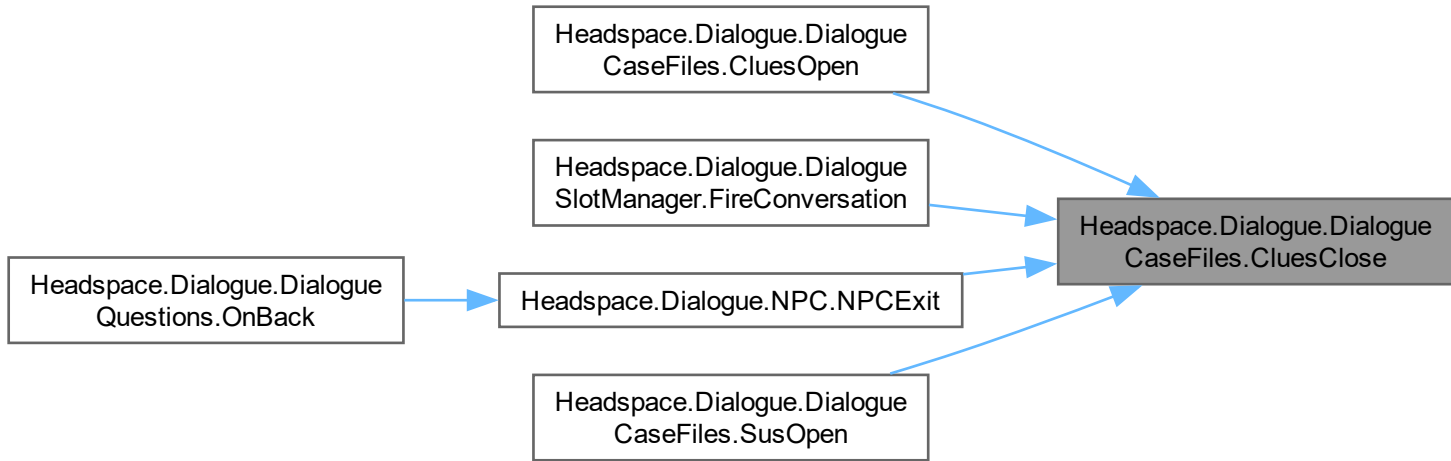 Headspace.Dialogue.Dialogue
CaseFiles.CluesOpen
Headspace.Dialogue.Dialogue
SlotManager.FireConversation
Headspace.Dialogue.Dialogue
CaseFiles.CluesClose
Headspace.Dialogue.Dialogue
Questions.OnBack
Headspace.Dialogue.NPC.NPCExit
Headspace.Dialogue.Dialogue
CaseFiles.SusOpen